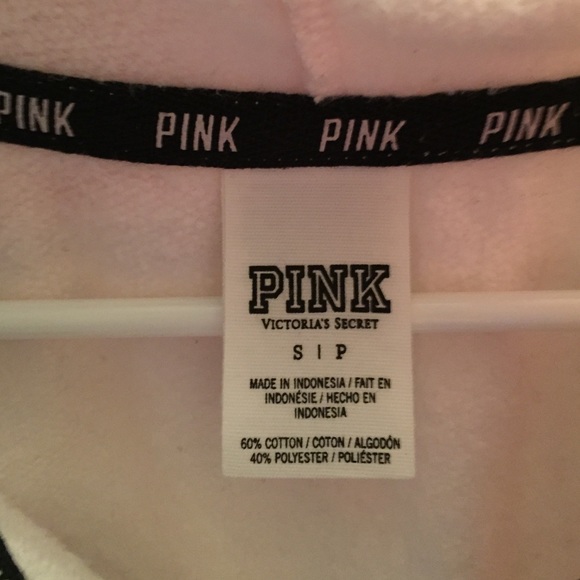 PINK PINK PINK PINK
PINK
VICTORIA'S SECRET
S | P
MADE IN INDONESIA / FAIT EN
INDONÉSIE / HECHO EN
INDONESIA
60% COTTON / COTON / ALGODÓN
40% POLYESTER / POLIÉSTER